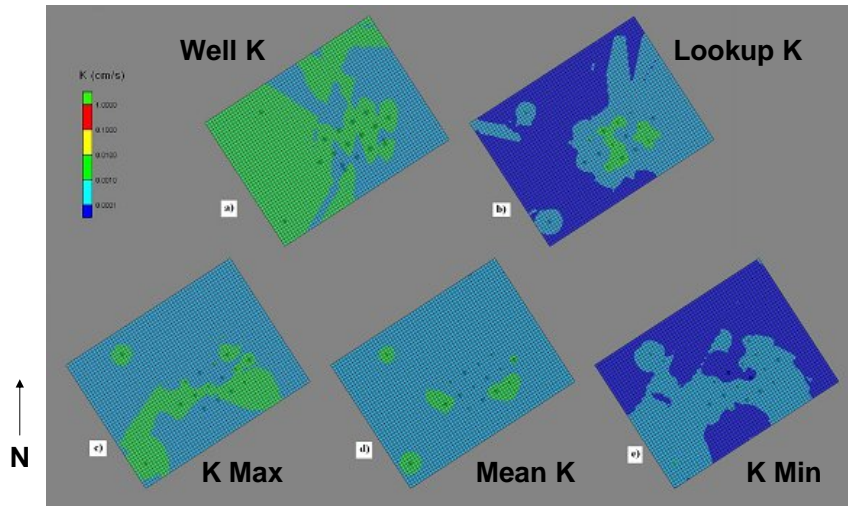 Well K
Lookup K
K (cm/s)
1.0000
0.1000
0.0100
0.0010
0.0001
a)
b)
c)
d)
e)
N
K Max
Mean K
K Min